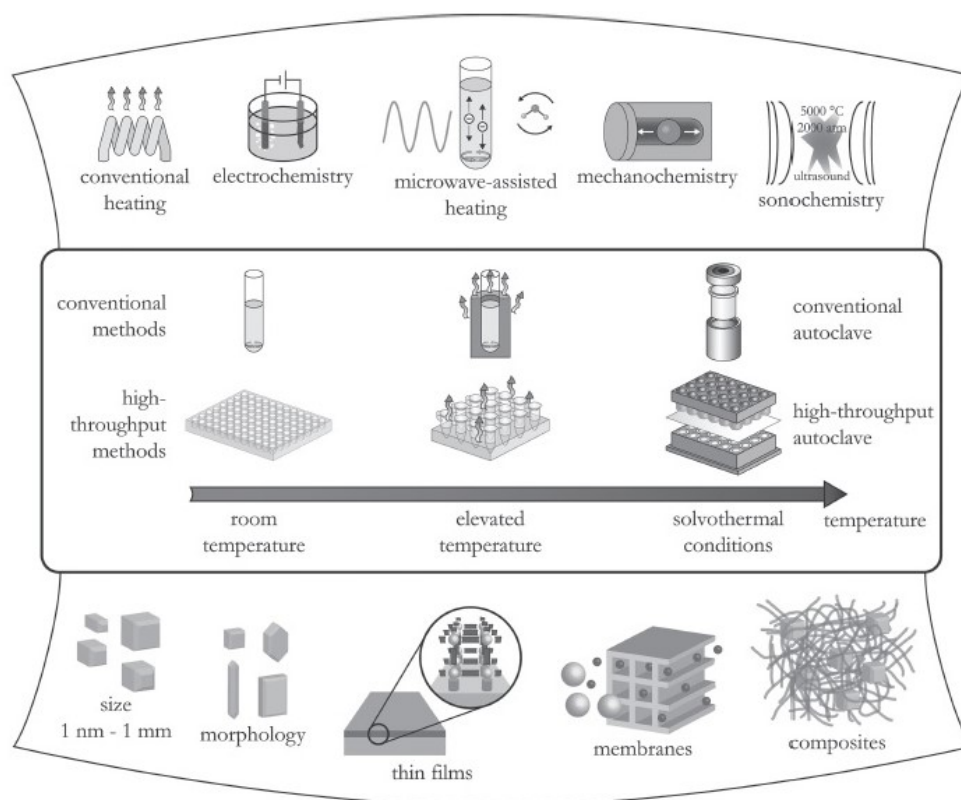 5000 °C
2000 atm
ultrasound
conventional
heating
electrochemistry
microwave-assisted
heating
mechanochemistry
sonochemistry
conventional
methods
conventional
autoclave
high-
throughput
methods
high-throughput
autoclave
room
temperature
elevated
temperature
solvothermal
conditions
temperature
size
1 nm - 1 mm
morphology
thin films
membranes
composites